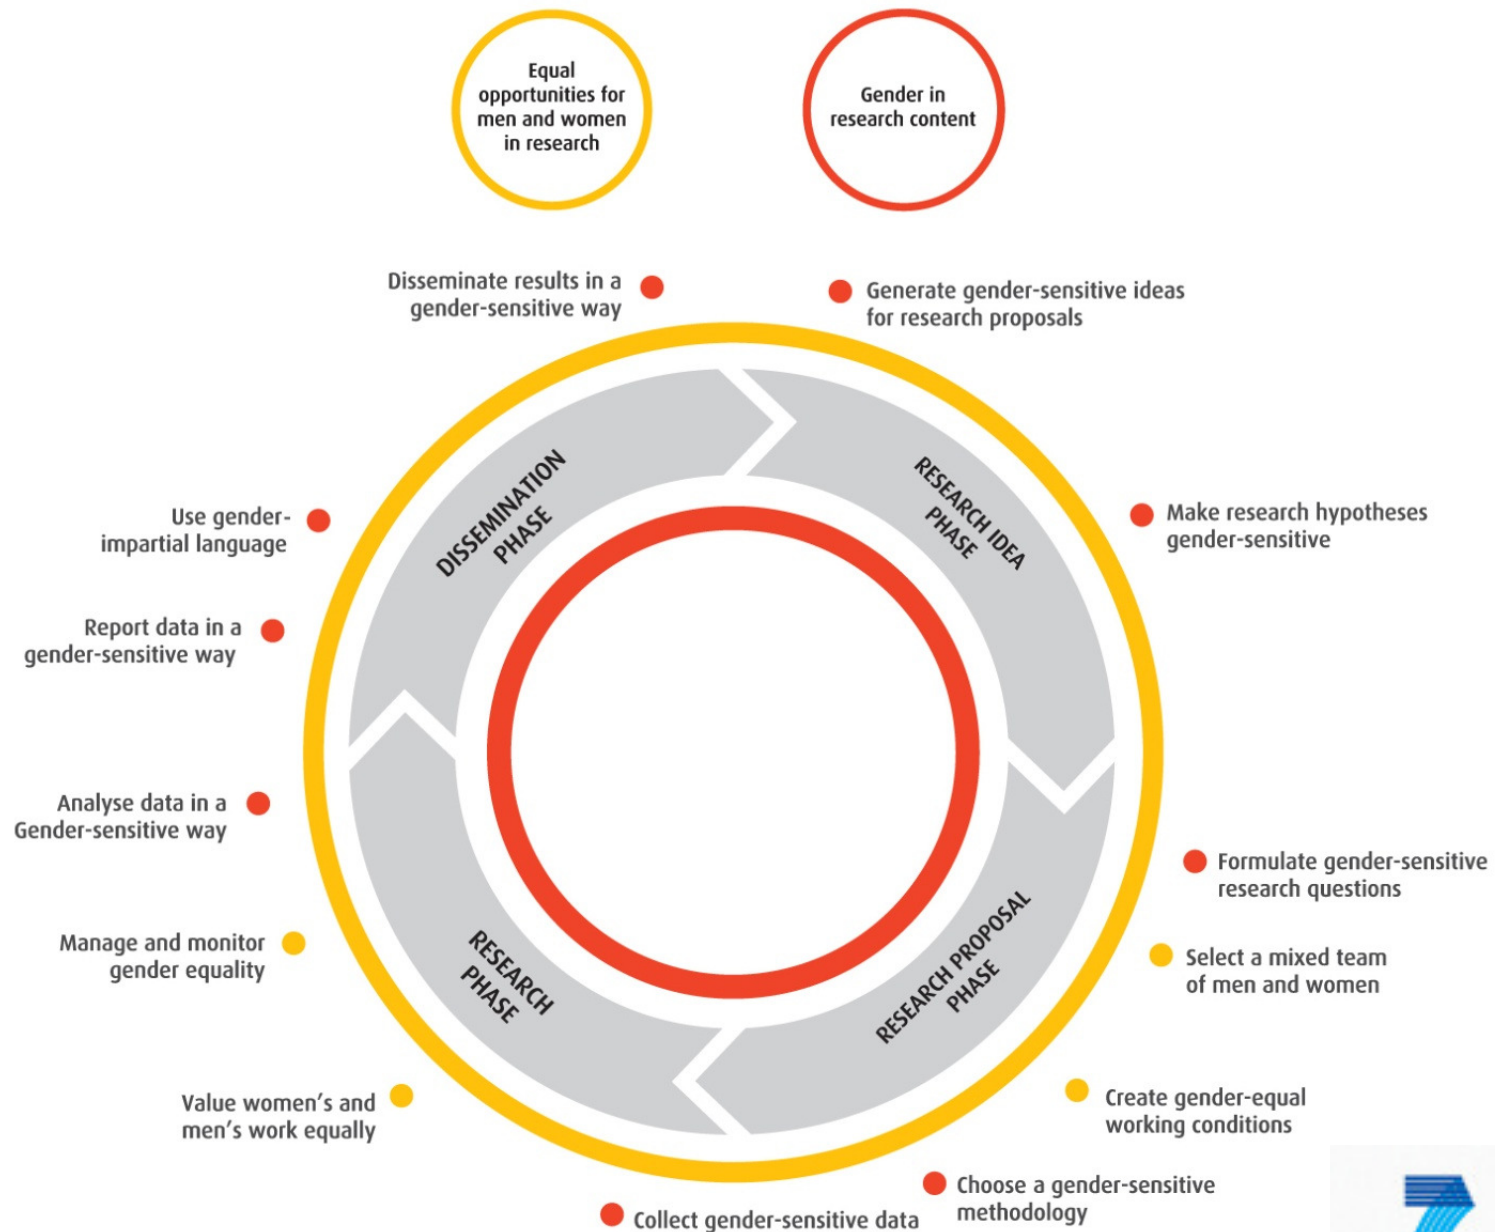 Equal
opportunities for
men and women
in research
Gender in
research content
Disseminate results in a
gender-sensitive way
Generate gender-sensitive ideas
for research proposals
DISSEMINATION
PHASE
RESEARCH IDEA
PHASE
Use gender-
impartial language
Make research hypotheses
gender-sensitive
Report data in a
gender-sensitive way
Analyse data in a
Gender-sensitive way
Formulate gender-sensitive
research questions
Manage and monitor
gender equality
RESEARCH
PHASE
RESEARCH PROPOSAL
PHASE
Select a mixed team
of men and women
Value women's and
men's work equally
Create gender-equal
working conditions
Choose a gender-sensitive
methodology
Collect gender-sensitive data